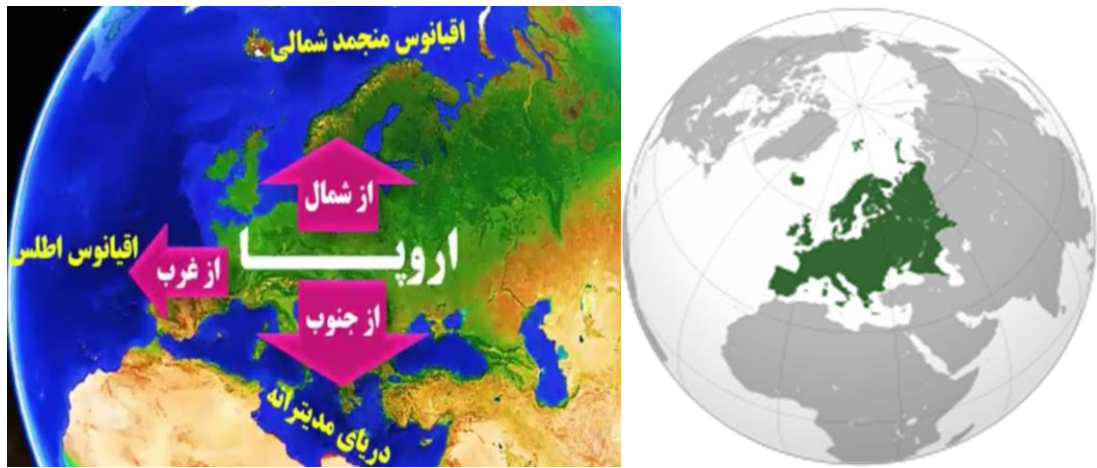 اقیانوس منجمد شمالی
از شمال
اروپا
اقیانوس اطلس
از غرب
از جنوب
دریای مدیترانه